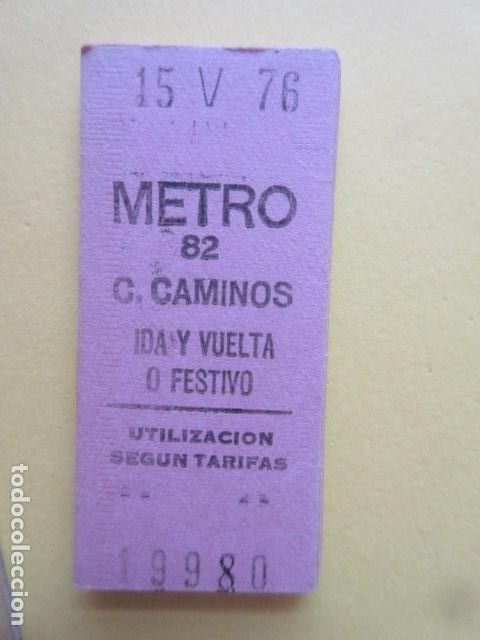 15 V 76
METRO
82
C. CAMINOS
IDA Y VUELTA
O FESTIVO
UTILIZACION
SEGUN TARIFAS
19980
todocoleccion